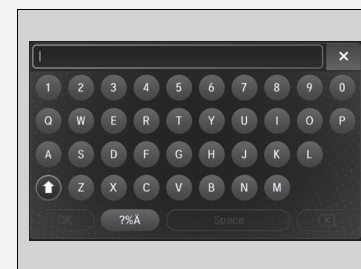 1 2 3 4 5 6 7 8 9 0
Q W E R T Y U I O P
A S D F G H J K L
Z X C V B N M
OK ?%Ä Space